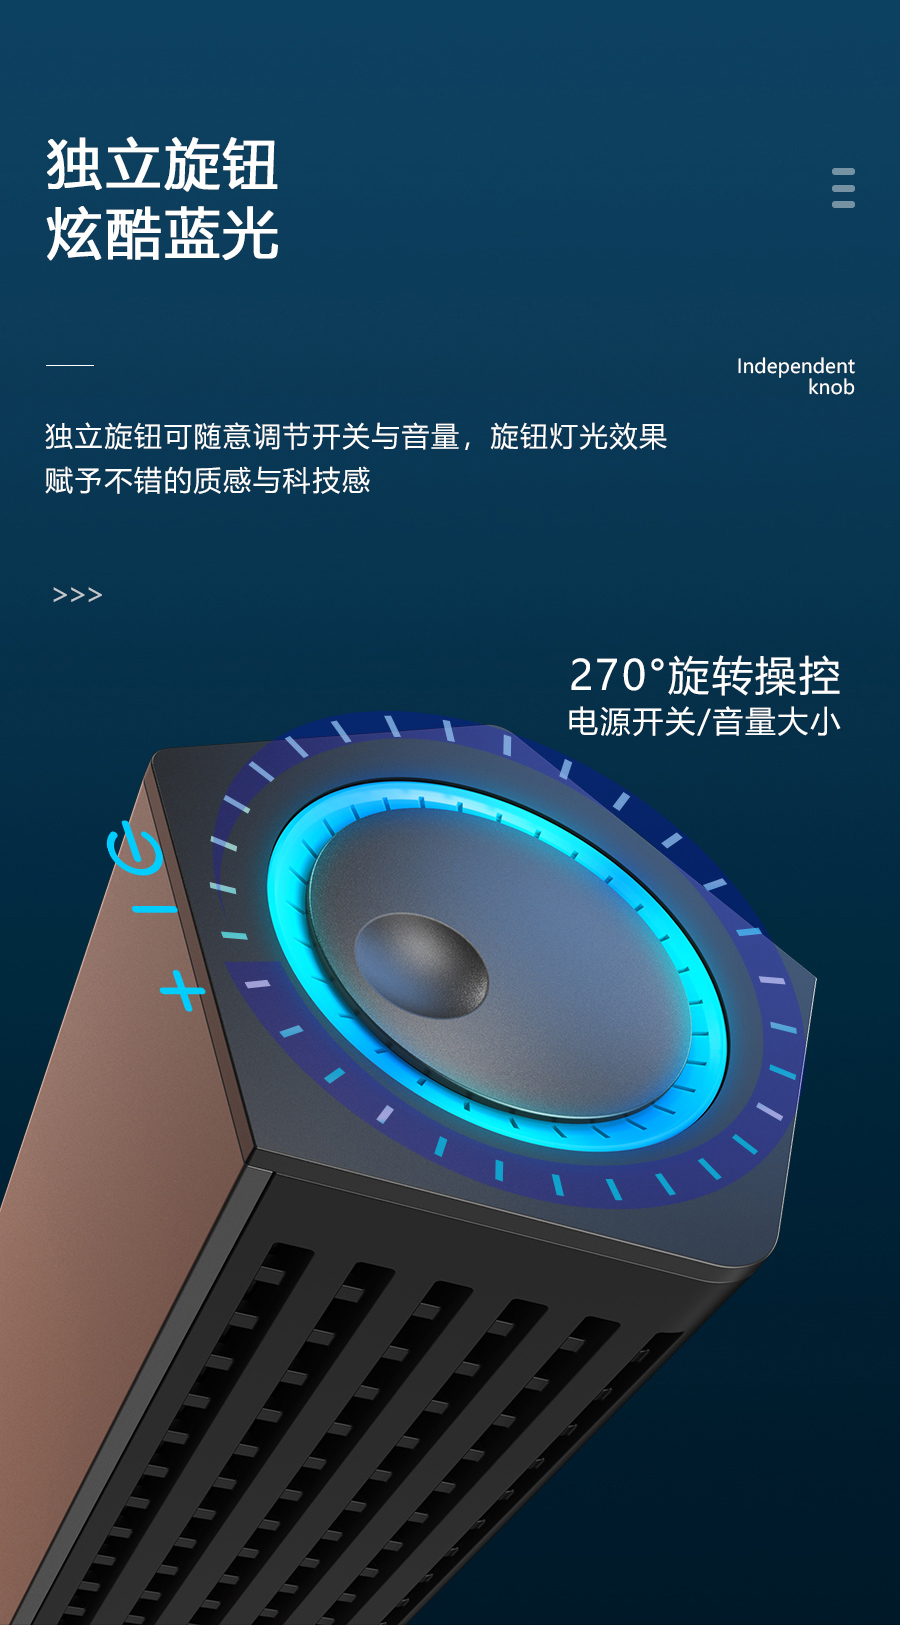 独立旋钮
炫酷蓝光
Independent
knob
独立旋钮可随意调节开关与音量，旋钮灯光效果
赋予不错的质感与科技感
>>>
270°旋转操控
电源开关/音量大小